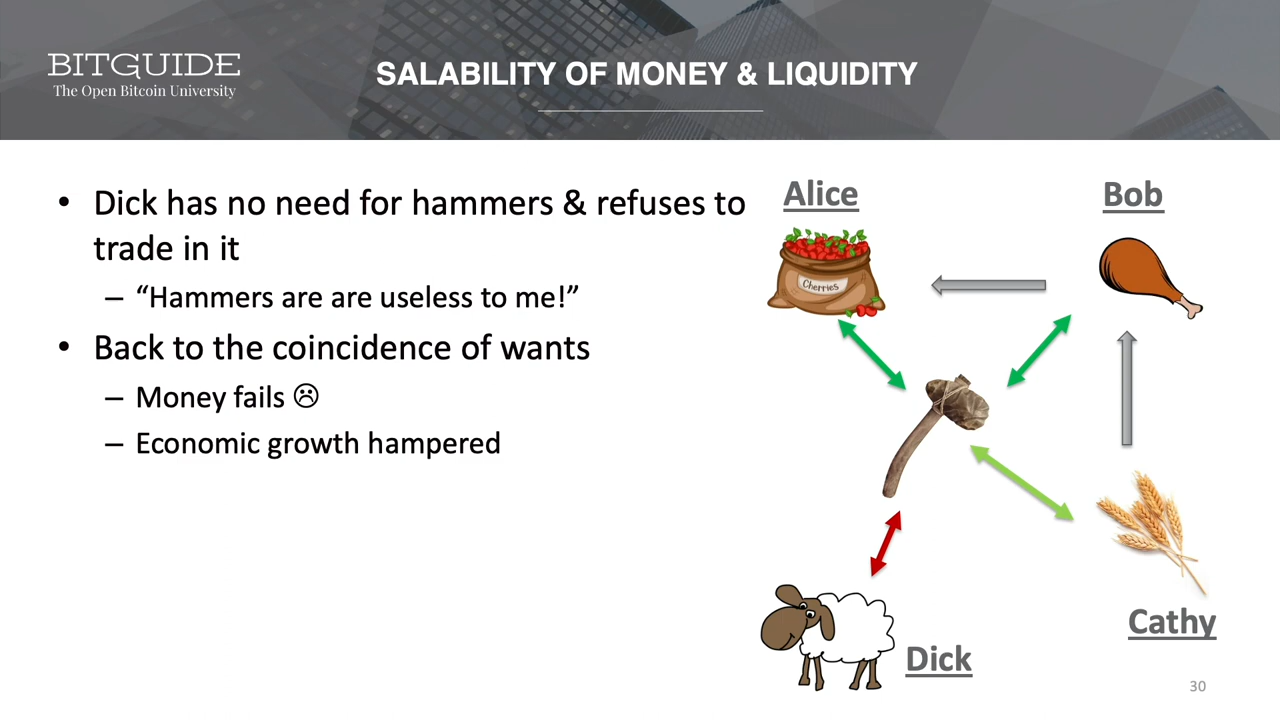 BITGUIDE
The Open Bitcoin University
SALABILITY OF MONEY & LIQUIDITY
• Dick has no need for hammers & refuses to
trade in it
– “Hammers are are useless to me!”
• Back to the coincidence of wants
– Money fails ☹
– Economic growth hampered
Alice
Bob
Cherries
Cathy
Dick
30